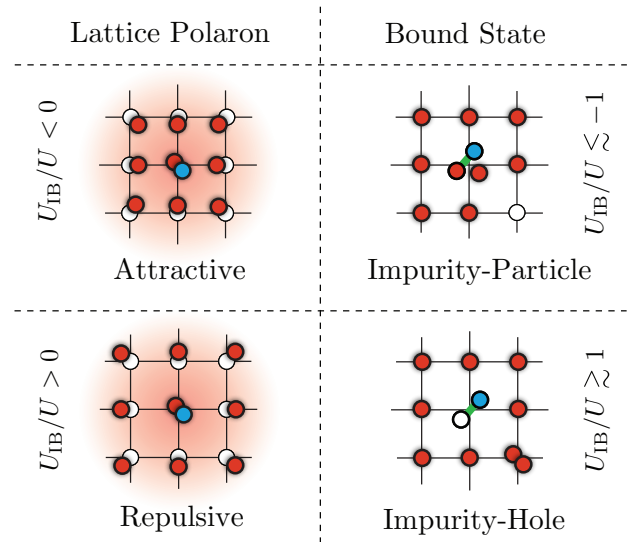 Lattice Polaron
Bound State
U_IB/U < 0
Attractive
Impurity-Particle
U_IB/U ≲ −1
U_IB/U > 0
Repulsive
Impurity-Hole
U_IB/U ≳ 1